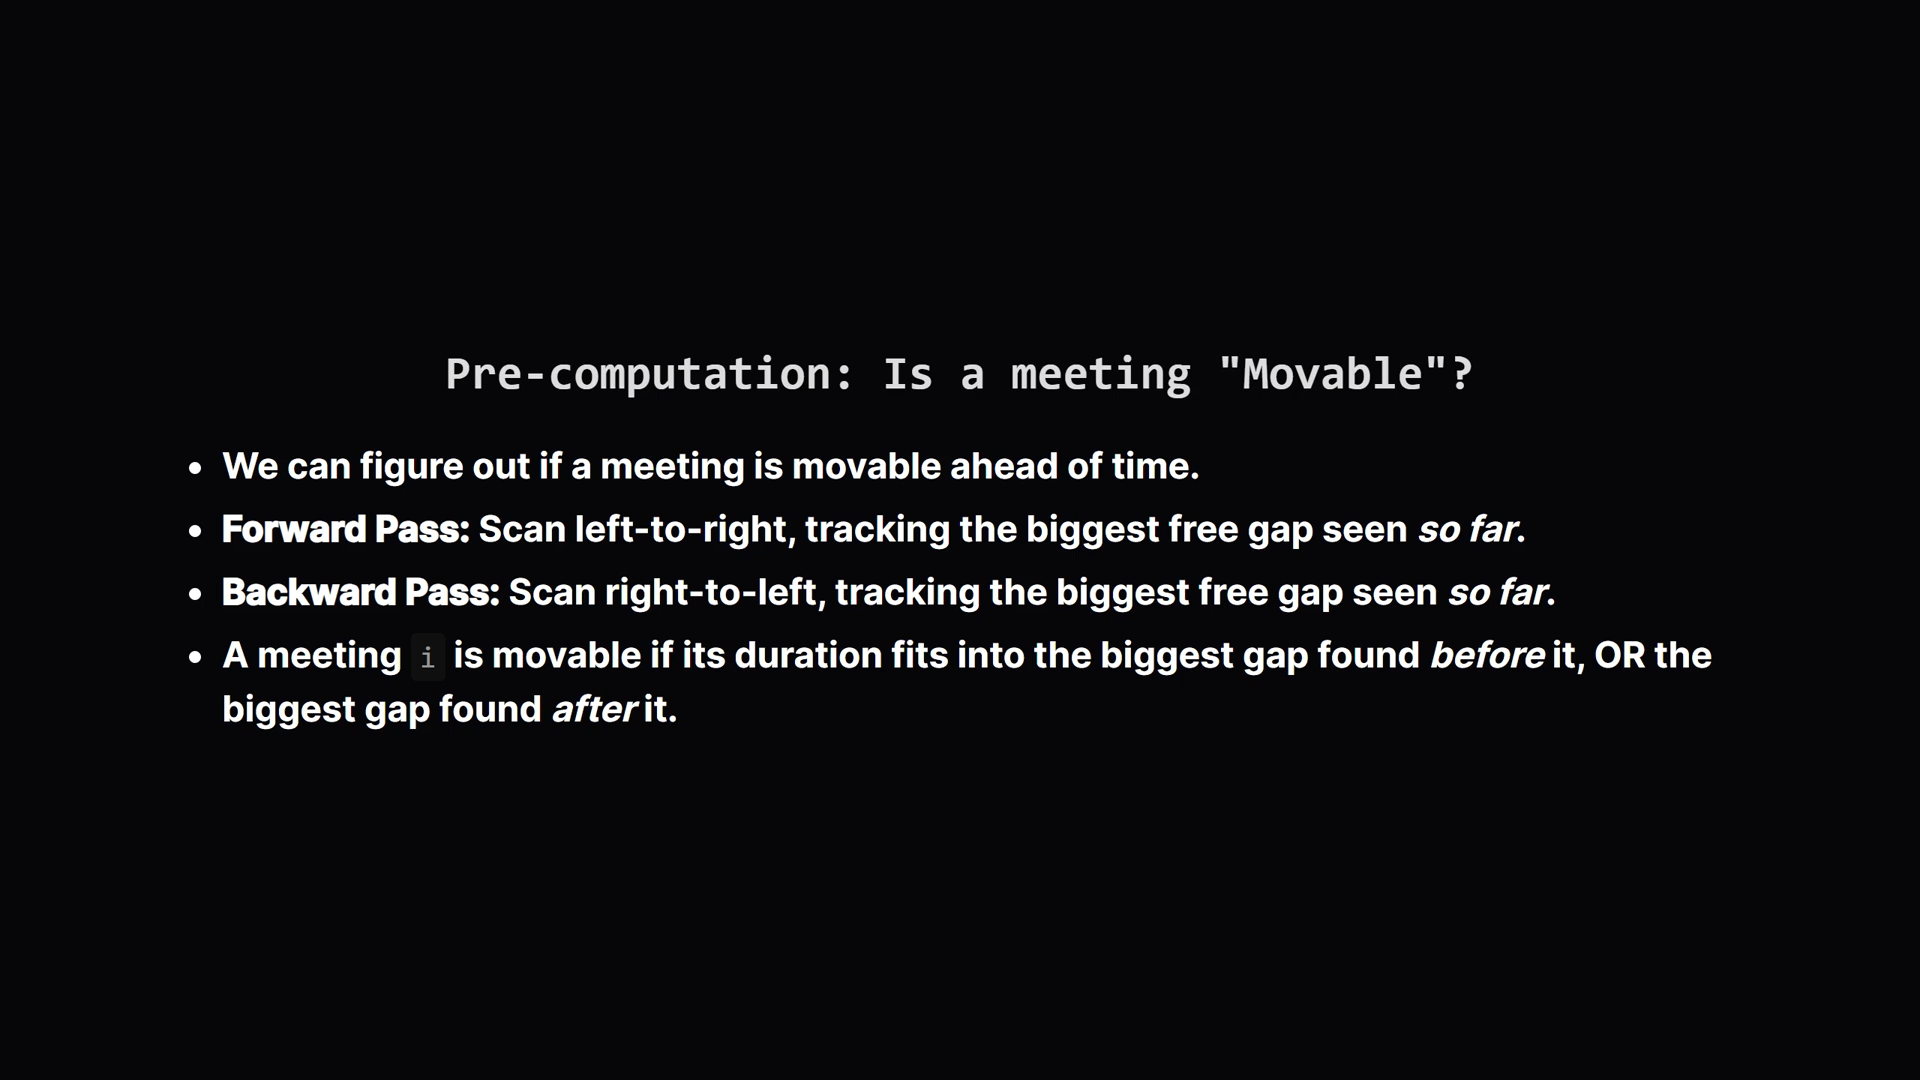 Pre-computation: Is a meeting "Movable"?
• We can figure out if a meeting is movable ahead of time.
• Forward Pass: Scan left-to-right, tracking the biggest free gap seen so far.
• Backward Pass: Scan right-to-left, tracking the biggest free gap seen so far.
• A meeting i is movable if its duration fits into the biggest gap found before it, OR the
biggest gap found after it.